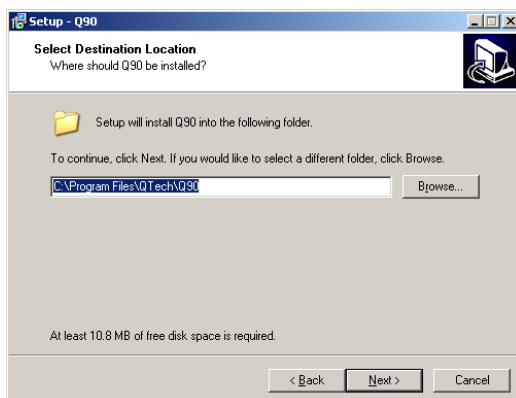 Setup - Q90
Select Destination Location
Where should Q90 be installed?
Setup will install Q90 into the following folder.
To continue, click Next. If you would like to select a different folder, click Browse.
C:\Program Files\QTech\Q90
Browse...
At least 10.8 MB of free disk space is required.
< Back
Next >
Cancel